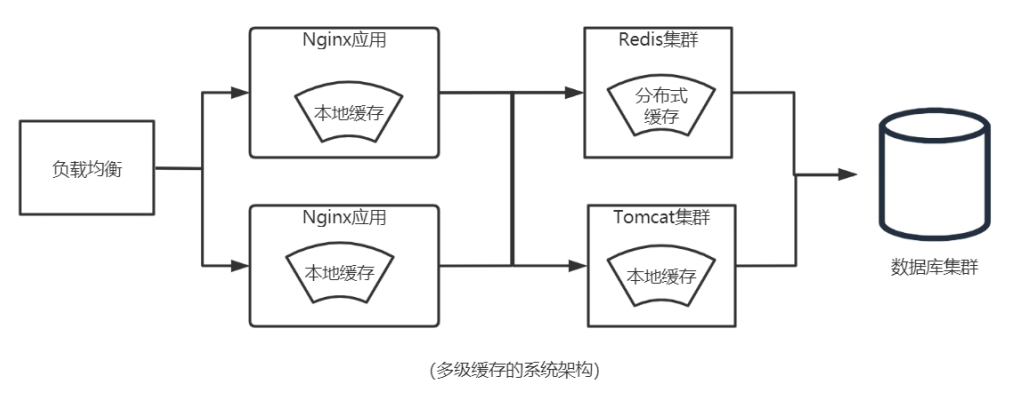 负载均衡
Nginx应用
本地缓存
Nginx应用
本地缓存
Redis集群
分布式
缓存
Tomcat集群
本地缓存
数据库集群
(多级缓存的系统架构)